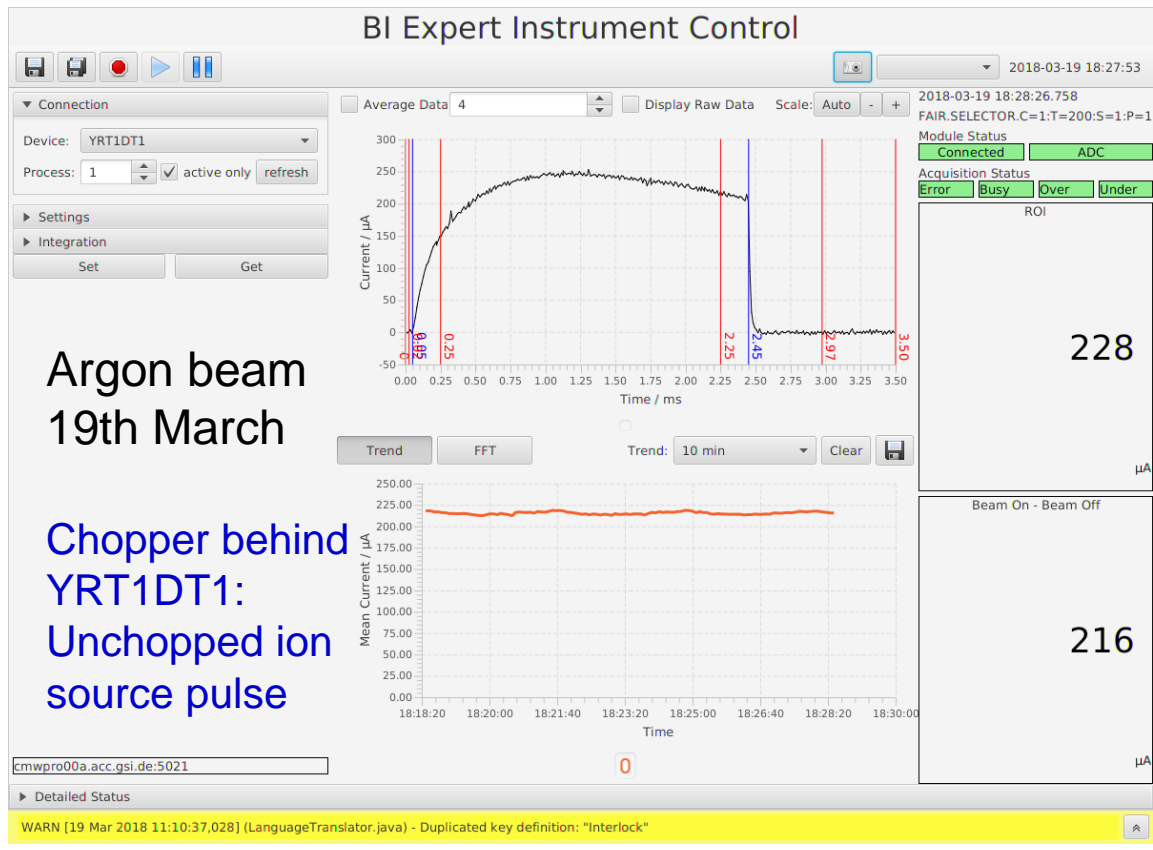 BI Expert Instrument Control
2018-03-19 18:27:53
Connection
Device: YRT1DT1
Process: 1 active only refresh
Settings
Integration
Set Get
Argon beam
19th March
Chopper behind
YRT1DT1:
Unchopped ion
source pulse
cmwpro00a.acc.gsi.de:5021
Average Data 4 Display Raw Data Scale: Auto - +
300
250
200
150
100
50
0
-50
Current / µA
0.05 0.25 2.25 2.45 2.97 3.50
0.00 0.25 0.50 0.75 1.00 1.25 1.50 1.75 2.00 2.25 2.50 2.75 3.00 3.25 3.50
Time / ms
Trend FFT Trend: 10 min Clear
250.00
225.00
200.00
175.00
150.00
125.00
100.00
75.00
50.00
25.00
0.00
Mean Current / µA
18:18:20 18:20:00 18:21:40 18:23:20 18:25:00 18:26:40 18:28:20 18:30:00
Time
0
2018-03-19 18:28:26.758
FAIR.SELECTOR.C=1:T=200:S=1:P=1
Module Status
Connected ADC
Acquisition Status
Error Busy Over Under
ROI
228
µA
Beam On - Beam Off
216
µA
Detailed Status
WARN [19 Mar 2018 11:10:37,028] (LanguageTranslator.java) - Duplicated key definition: "Interlock"